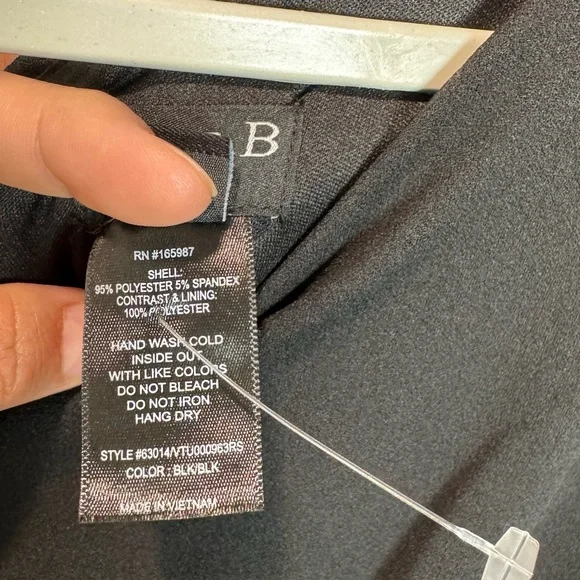 B
RN #165987
SHELL:
95% POLYESTER 5% SPANDEX
CONTRAST & LINING:
100% POLYESTER
HAND WASH COLD
INSIDE OUT
WITH LIKE COLORS
DO NOT BLEACH
DO NOT IRON
HANG DRY
STYLE #63014/VTU000963RS
COLOR : BLK/BLK
MADE IN VIETNAM